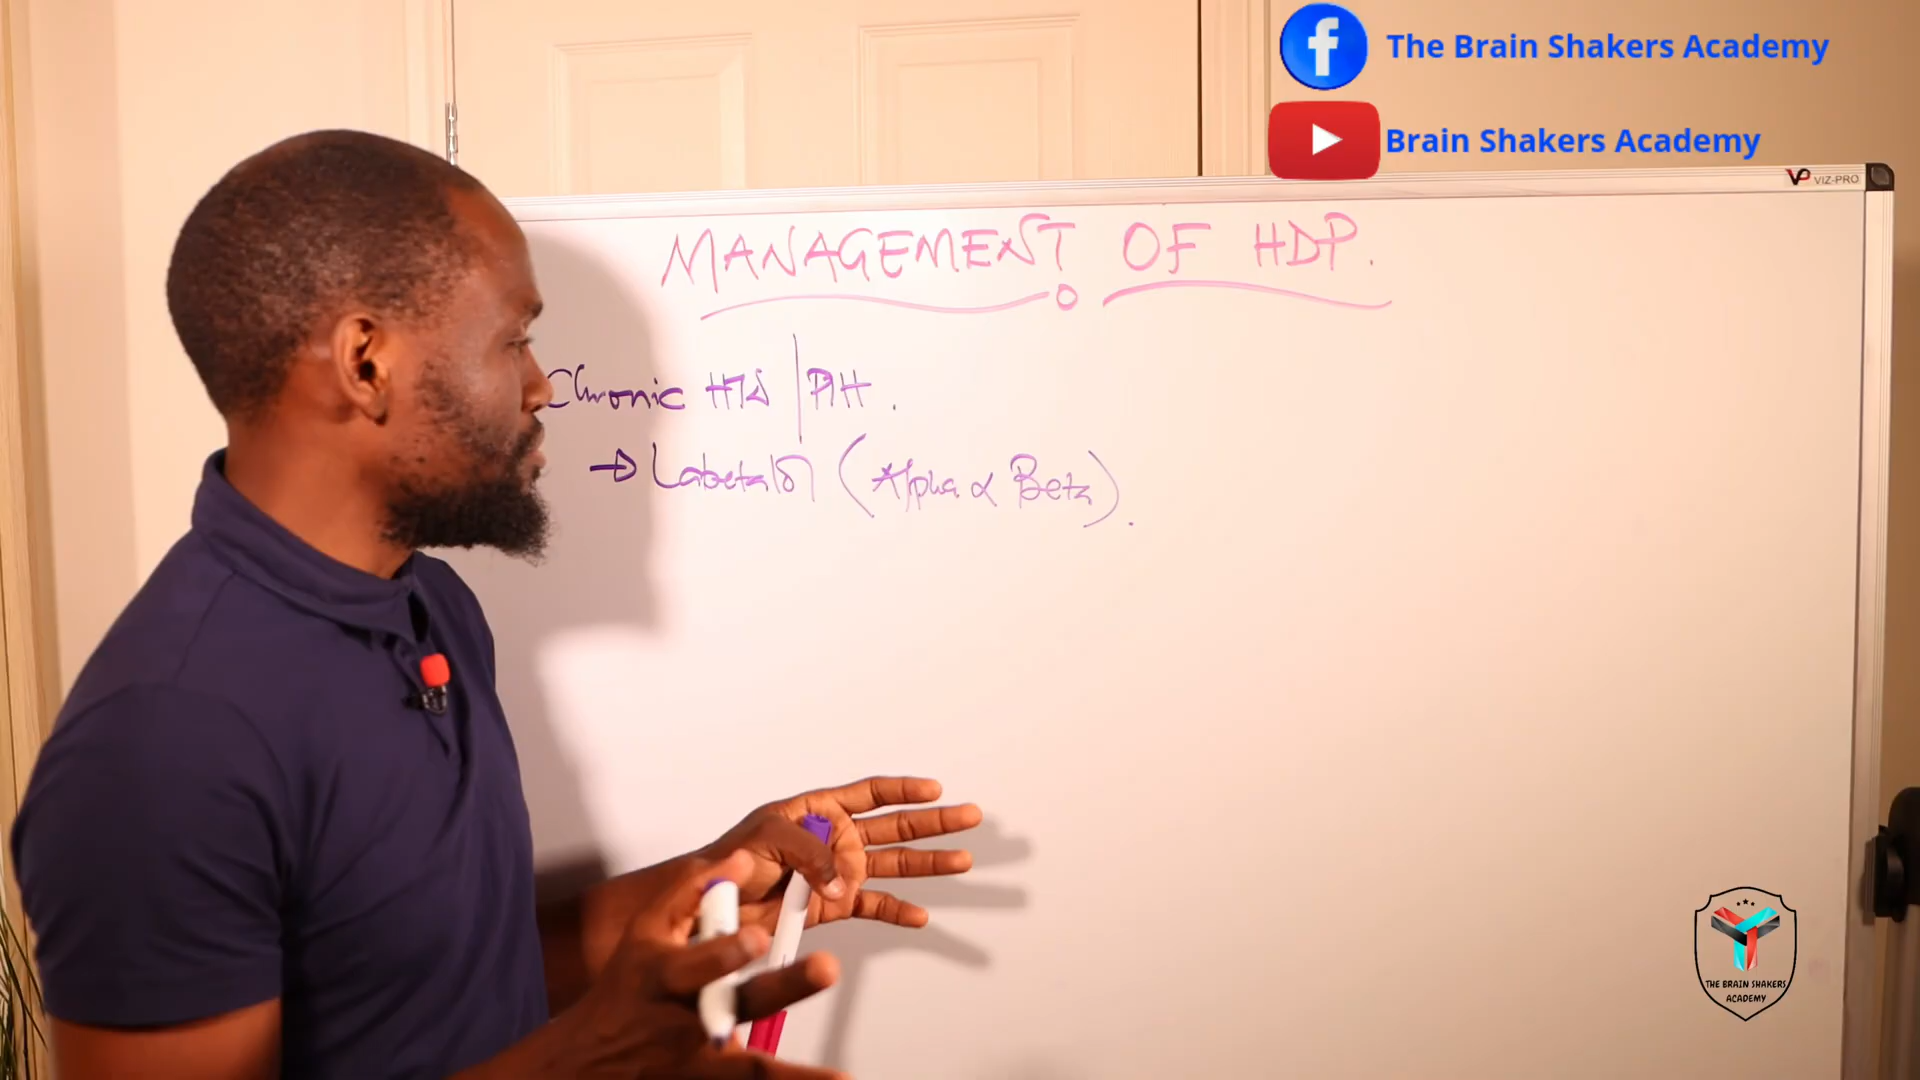 The Brain Shakers Academy
Brain Shakers Academy
VP VIZ-PRO
MANAGEMENT OF HDP.
Chronic HTN | PIH.
→ Labetalol (Alpha & Beta).
THE BRAIN SHAKERS
ACADEMY